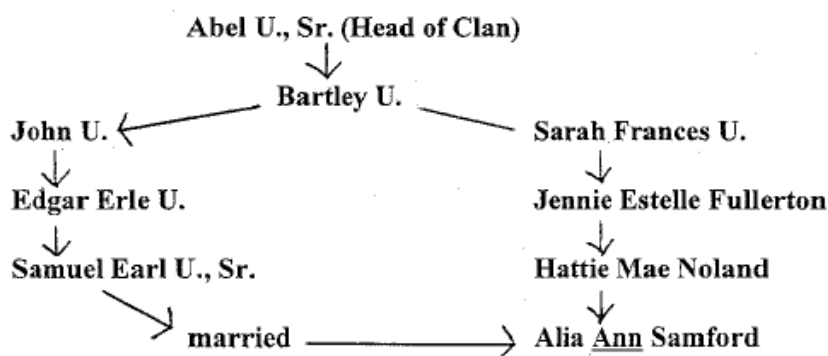 Abel U., Sr. (Head of Clan)
Bartley U.
John U.
Sarah Frances U.
Edgar Erle U.
Jennie Estelle Fullerton
Samuel Earl U., Sr.
Hattie Mae Noland
married
Alia Ann Samford